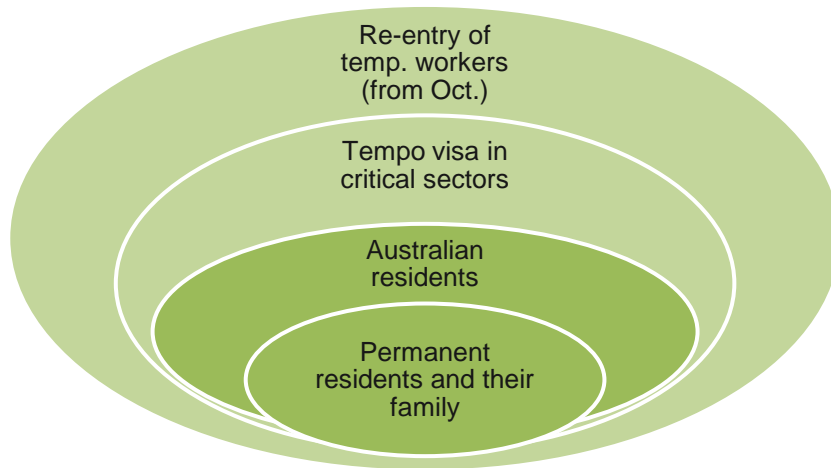 Re-entry of
temp. workers
(from Oct.)
Tempo visa in
critical sectors
Australian
residents
Permanent
residents and their
family